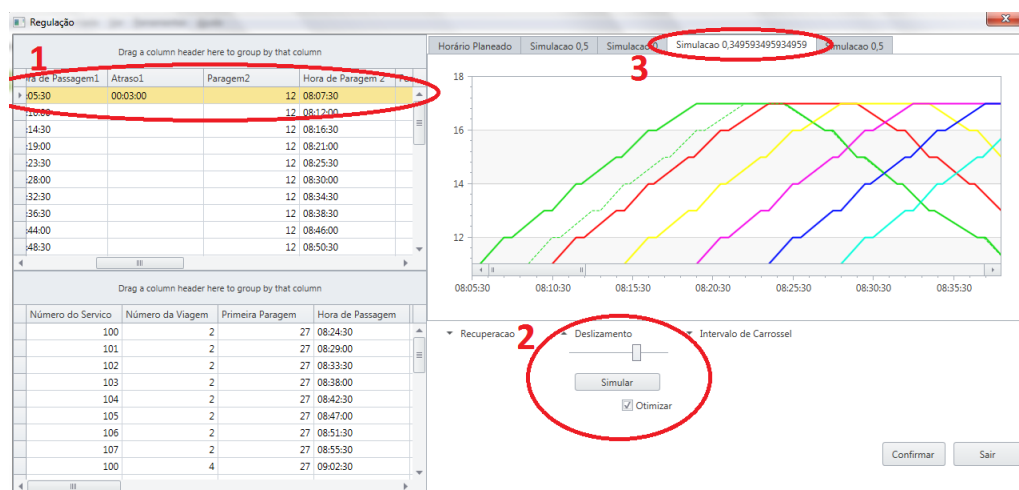 Regulação
Drag a column header here to group by that column
1
ra de Passagem1 Atraso1 Paragem2 Hora de Paragem 2
:05:30 00:03:00 12 08:07:30
:10:00 12 08:12:00
:14:30 12 08:16:30
:19:00 12 08:21:00
:23:30 12 08:25:30
:28:00 12 08:30:00
:32:30 12 08:34:30
:36:30 12 08:38:30
:44:00 12 08:46:00
:48:30 12 08:50:30
Drag a column header here to group by that column
Número do Servico Número da Viagem Primeira Paragem Hora de Passagem
100 2 27 08:24:30
101 2 27 08:29:00
102 2 27 08:33:30
103 2 27 08:38:00
104 2 27 08:42:30
105 2 27 08:47:00
106 2 27 08:51:30
107 2 27 08:55:30
100 4 27 09:02:30
Horário Planeado Simulacao 0,5 Simulacao 0 Simulacao 0,349593495934959 Simulacao 0,5
3
18
16
14
12
08:05:30 08:10:30 08:15:30 08:20:30 08:25:30 08:30:30 08:35:30
Recuperacao 2 Deslizamento Intervalo de Carrossel
Simular
Otimizar
Confirmar Sair